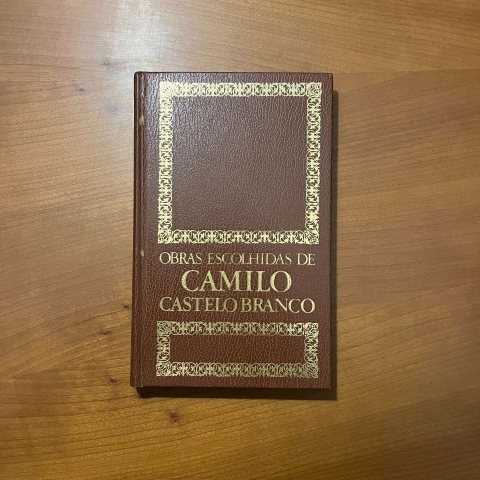 OBRAS ESCOLHIDAS DE
CAMILO
CASTELO BRANCO